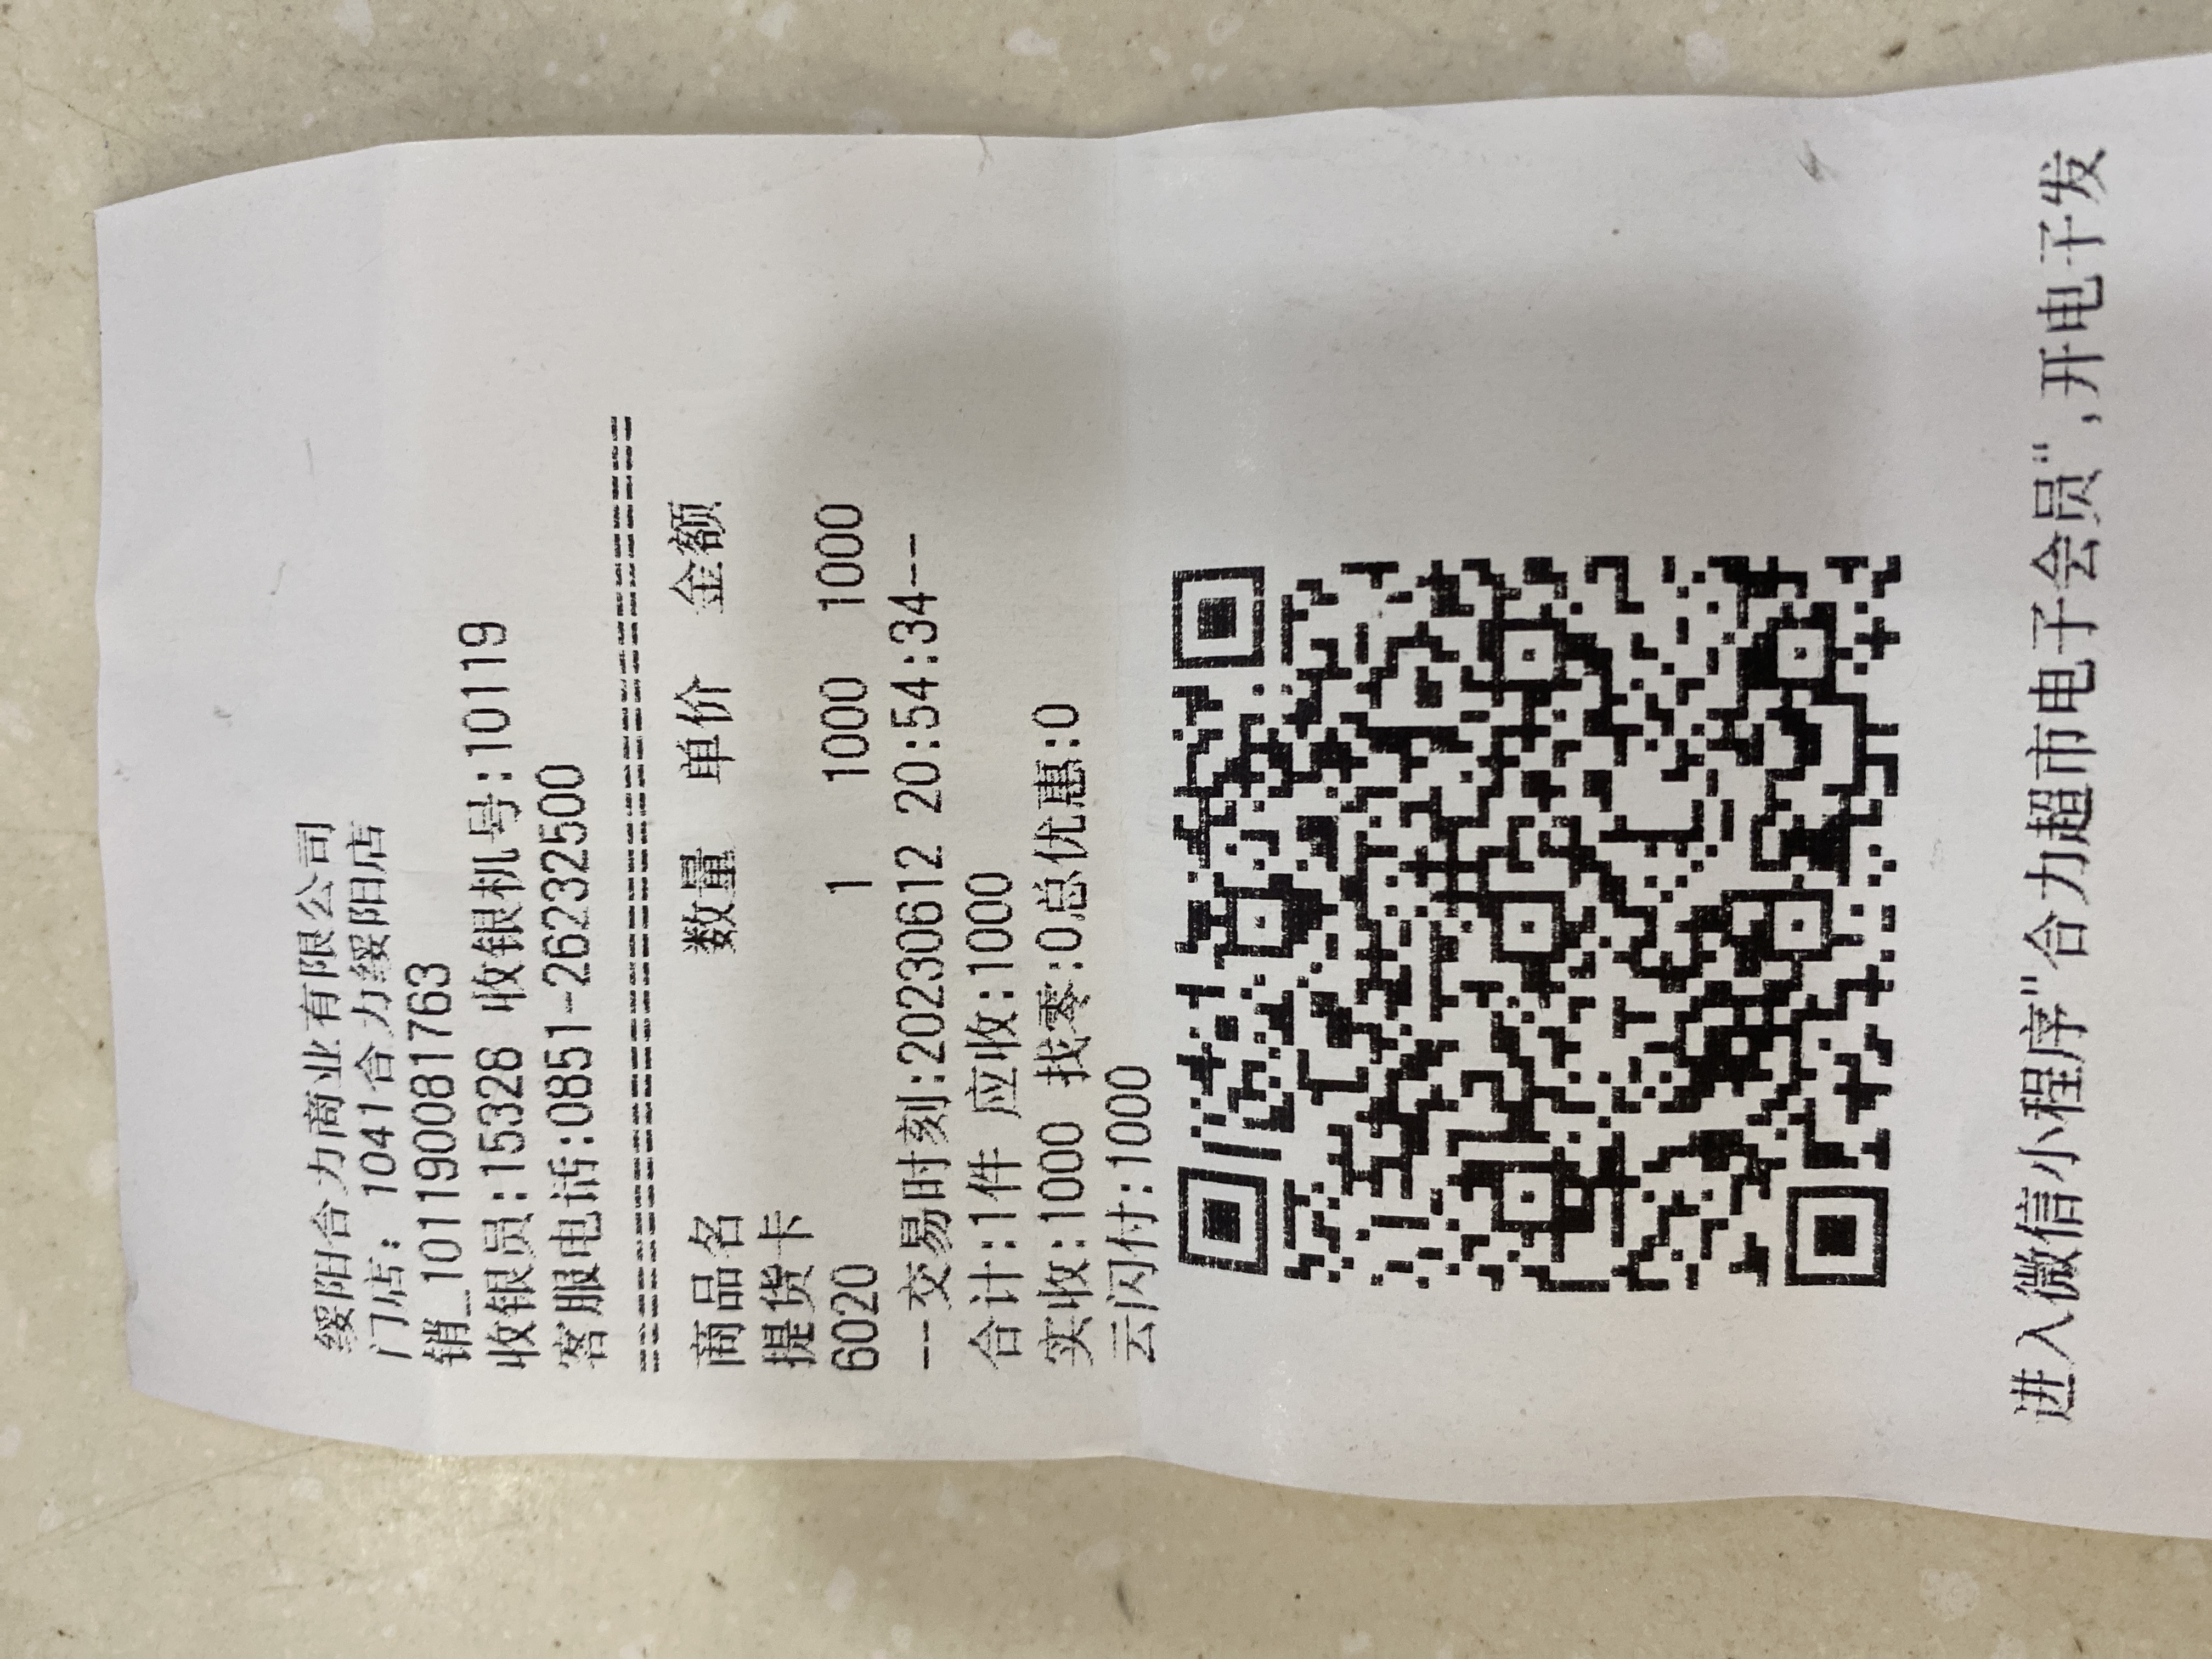 绥阳合力商业有限公司
门店: 1041合力绥阳店
销_101190081763
收银员:15328 收银机号:10119
客服电话:0851-26232500
================================
商品名 数量 单价 金额
提货卡
6020 1 1000 1000
--交易时刻:20230612 20:54:34--
合计:1件 应收:1000
实收:1000 找零:0总优惠:0
云闪付:1000
进入微信小程序"合力超市电子会员",开电子发